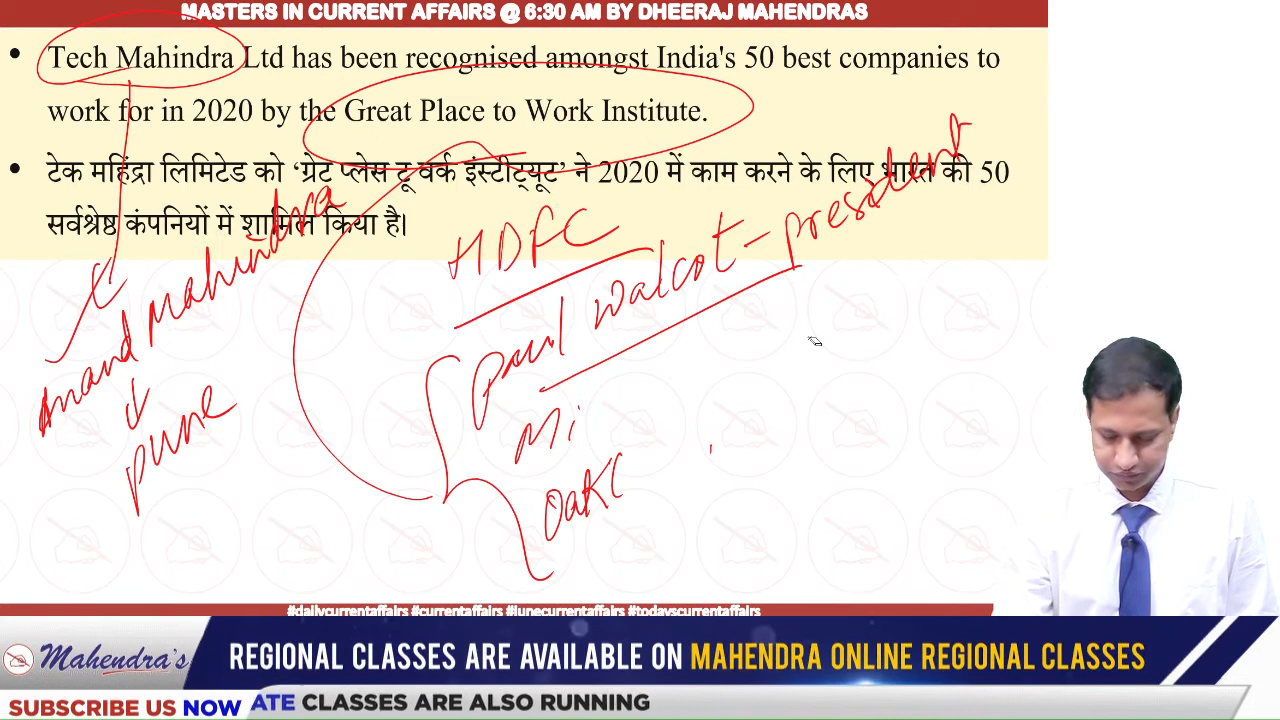 MASTERS IN CURRENT AFFAIRS @ 6:30 AM BY DHEERAJ MAHENDRAS
• Tech Mahindra Ltd has been recognised amongst India's 50 best companies to
work for in 2020 by the Great Place to Work Institute.
• टेक महिंद्रा लिमिटेड को ‘ग्रेट प्लेस टू वर्क इंस्टीट्यूट’ ने 2020 में काम करने के लिए भारत की 50
सर्वश्रेष्ठ कंपनियों में शामिल किया है।
Anand Mahindra
Pune
HDFC
Paul Walcot - president
Mi
Oak
#dailycurrentaffairs #currentaffairs #junecurrentaffairs #todayscurrentaffairs
Mahendra's
REGIONAL CLASSES ARE AVAILABLE ON MAHENDRA ONLINE REGIONAL CLASSES
SUBSCRIBE US NOW
ATE CLASSES ARE ALSO RUNNING